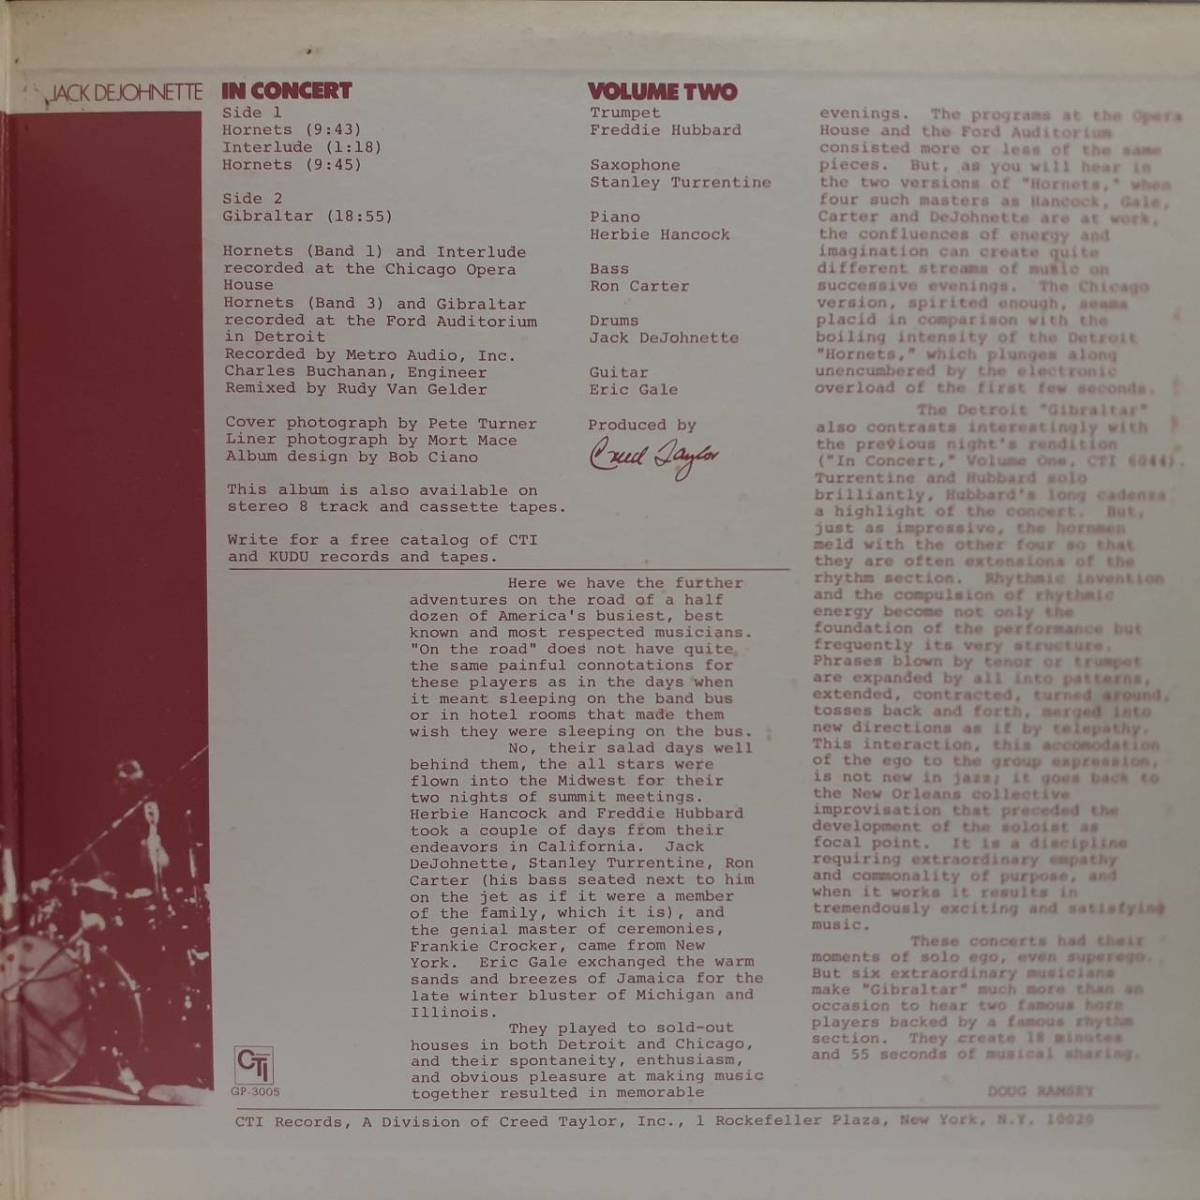 JACK DEJOHNETTE
IN CONCERT
Side 1
Hornets (9:43)
Interlude (1:18)
Hornets (9:45)
Side 2
Gibraltar (18:55)
Hornets (Band 1) and Interlude
recorded at the Chicago Opera
House
Hornets (Band 3) and Gibraltar
recorded at the Ford Auditorium
in Detroit
Recorded by Metro Audio, Inc.
Charles Buchanan, Engineer
Remixed by Rudy Van Gelder
Cover photograph by Pete Turner
Liner photograph by Mort Mace
Album design by Bob Ciano
This album is also available on
stereo 8 track and cassette tapes.
Write for a free catalog of CTI
and KUDU records and tapes.
VOLUME TWO
Trumpet
Freddie Hubbard
Saxophone
Stanley Turrentine
Piano
Herbie Hancock
Bass
Ron Carter
Drums
Jack DeJohnette
Guitar
Eric Gale
Produced by
Creed Taylor
Here we have the further
adventures on the road of a half
dozen of America's busiest, best
known and most respected musicians.
"On the road" does not have quite
the same painful connotations for
these players as in the days when
it meant sleeping on the band bus
or in hotel rooms that made them
wish they were sleeping on the bus.
No, their salad days well
behind them, the all stars were
flown into the Midwest for their
two nights of summit meetings.
Herbie Hancock and Freddie Hubbard
took a couple of days from their
endeavors in California. Jack
DeJohnette, Stanley Turrentine, Ron
Carter (his bass seated next to him
on the jet as if it were a member
of the family, which it is), and
the genial master of ceremonies,
Frankie Crocker, came from New
York. Eric Gale exchanged the warm
sands and breezes of Jamaica for the
late winter bluster of Michigan and
Illinois.
They played to sold-out
houses in both Detroit and Chicago,
and their spontaneity, enthusiasm,
and obvious pleasure at making music
together resulted in memorable
evenings. The programs at the Opera
House and the Ford Auditorium
consisted more or less of the same
pieces. But, as you will hear in
the two versions of "Hornets," when
four such masters as Hancock, Gale,
Carter and DeJohnette are at work,
the confluences of energy and
imagination can create quite
different streams of music on
successive evenings. The Chicago
version, spirited enough, seems
placid in comparison with the
boiling intensity of the Detroit
"Hornets," which plunges along
unencumbered by the electronic
overload of the first few seconds.
The Detroit "Gibraltar"
also contrasts interestingly with
the previous night's rendition
("In Concert," Volume One, CTI 6044).
Turrentine and Hubbard solo
brilliantly, Hubbard's long cadenza
a highlight of the concert. But,
just as impressive, the hornmen
meld with the other four so that
they are often extensions of the
rhythm section. Rhythmic invention
and the compulsion of rhythmic
energy become not only the
foundation of the performance but
frequently its very structure.
Phrases blown by tenor or trumpet
are expanded by all into patterns,
extended, contracted, turned around,
tosses back and forth, merged into
new directions as if by telepathy.
This interaction, this accomodation
of the ego to the group expression,
is not new in jazz; it goes back to
the New Orleans collective
improvisation that preceded the
development of the soloist as
focal point. It is a discipline
requiring extraordinary empathy
and commonality of purpose, and
when it works it results in
tremendously exciting and satisfying
music.
These concerts had their
moments of solo ego, even superego.
But six extraordinary musicians
make "Gibraltar" much more than an
occasion to hear two famous horn
players backed by a famous rhythm
section. They create 18 minutes
and 55 seconds of musical sharing.
DOUG RAMSEY
CTI
GP-3005
CTI Records, A Division of Creed Taylor, Inc., 1 Rockefeller Plaza, New York, N.Y. 10020